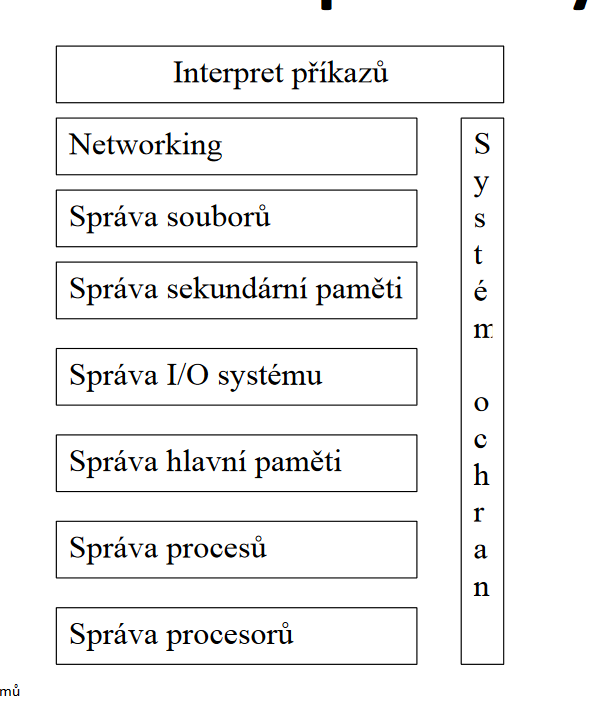 Interpret příkazů
Networking
Správa souborů
Správa sekundární paměti
Správa I/O systému
Správa hlavní paměti
Správa procesů
Správa procesorů
Systém ochran
mů